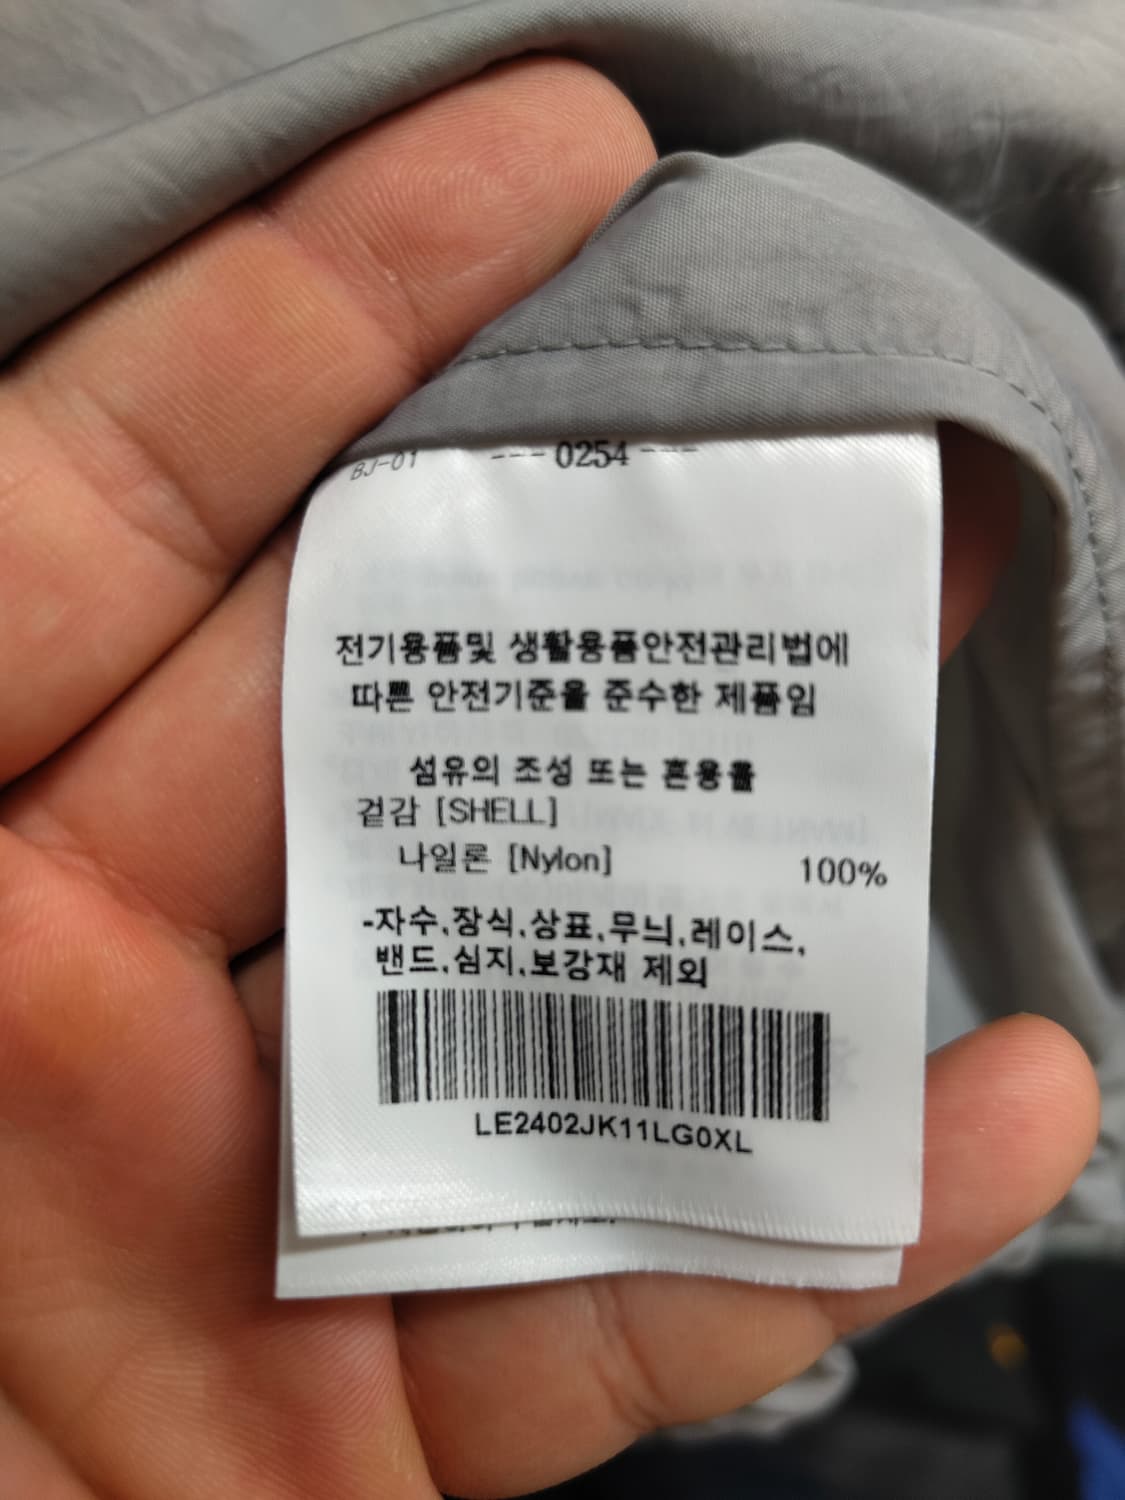 BJ-01 --- 0254 ---
전기용품및 생활용품안전관리법에
따른 안전기준을 준수한 제품임
섬유의 조성 또는 혼용율
겉감 [SHELL]
나일론 [Nylon] 100%
-자수,장식,상표,무늬,레이스,
밴드,심지,보강재 제외
LE2402JK11LG0XL